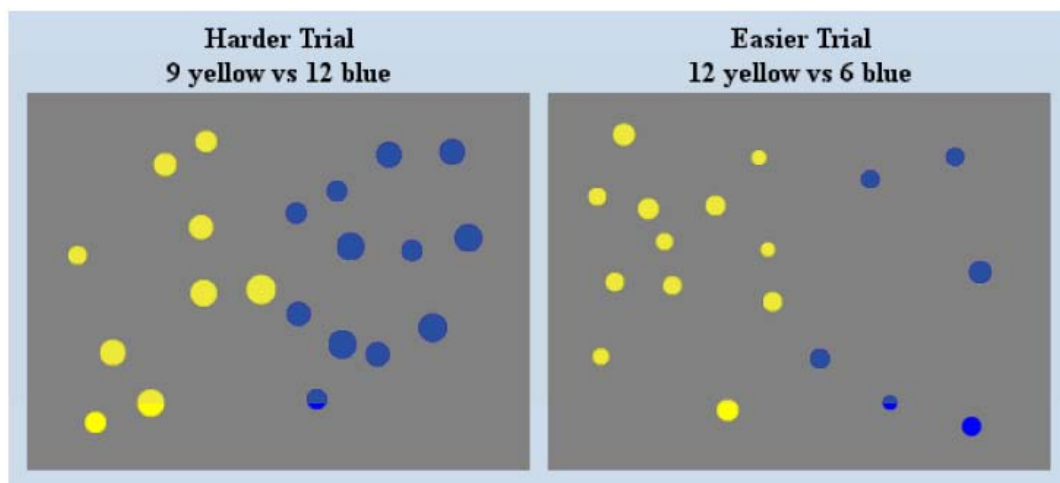 Harder Trial
9 yellow vs 12 blue
Easier Trial
12 yellow vs 6 blue